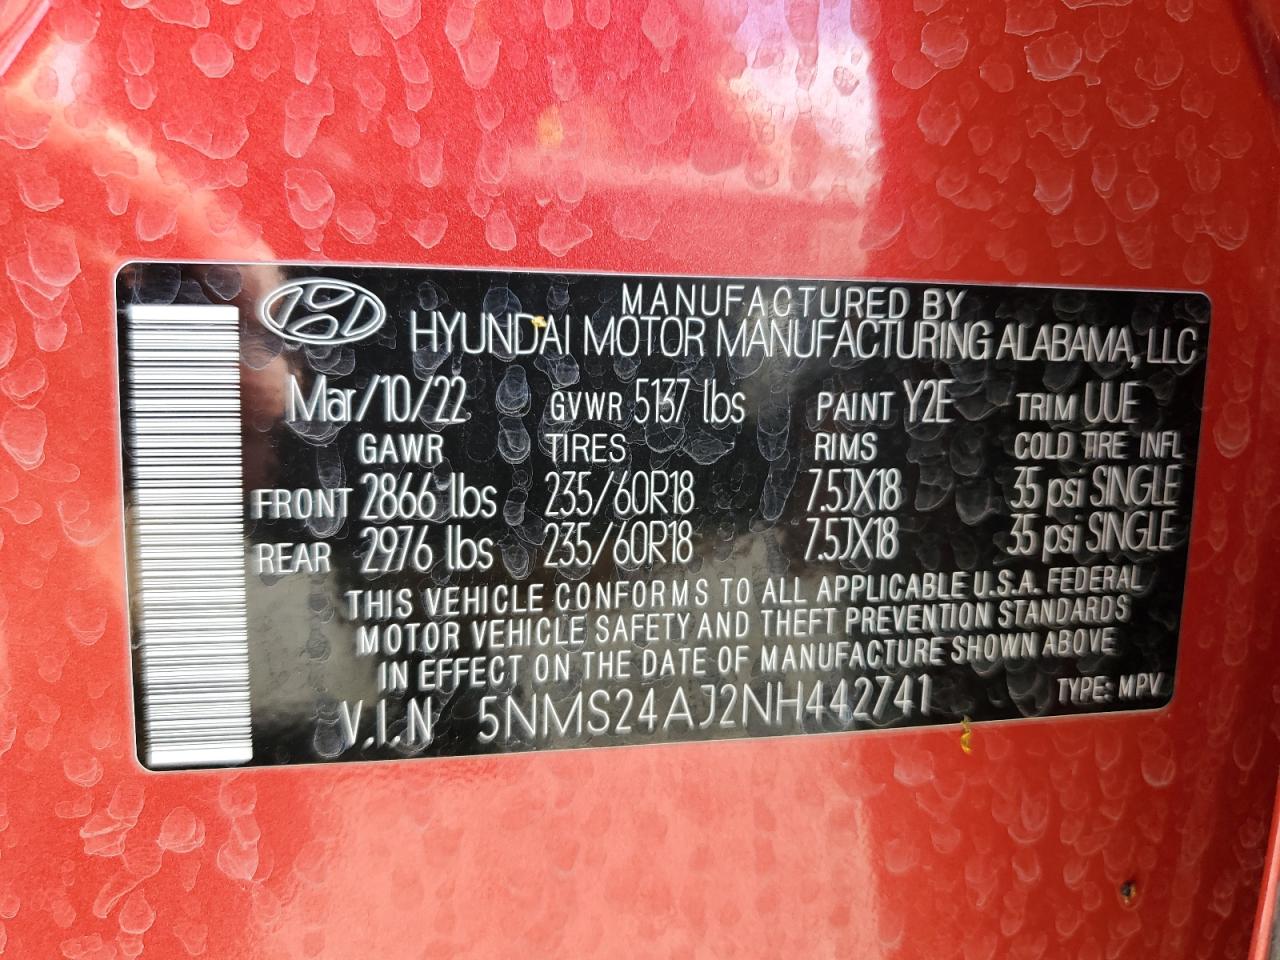 MANUFACTURED BY
HYUNDAI MOTOR MANUFACTURING ALABAMA, LLC
Mar/10/22 GVWR 5137 lbs PAINT Y2E TRIM UUE
GAWR TIRES RIMS COLD TIRE INFL
FRONT 2866 lbs 235/60R18 7.5JX18 35 psi SINGLE
REAR 2976 lbs 235/60R18 7.5JX18 35 psi SINGLE
THIS VEHICLE CONFORMS TO ALL APPLICABLE U.S.A. FEDERAL
MOTOR VEHICLE SAFETY AND THEFT PREVENTION STANDARDS
IN EFFECT ON THE DATE OF MANUFACTURE SHOWN ABOVE
V.I.N 5NMS24AJ2NH442741 TYPE: MPV